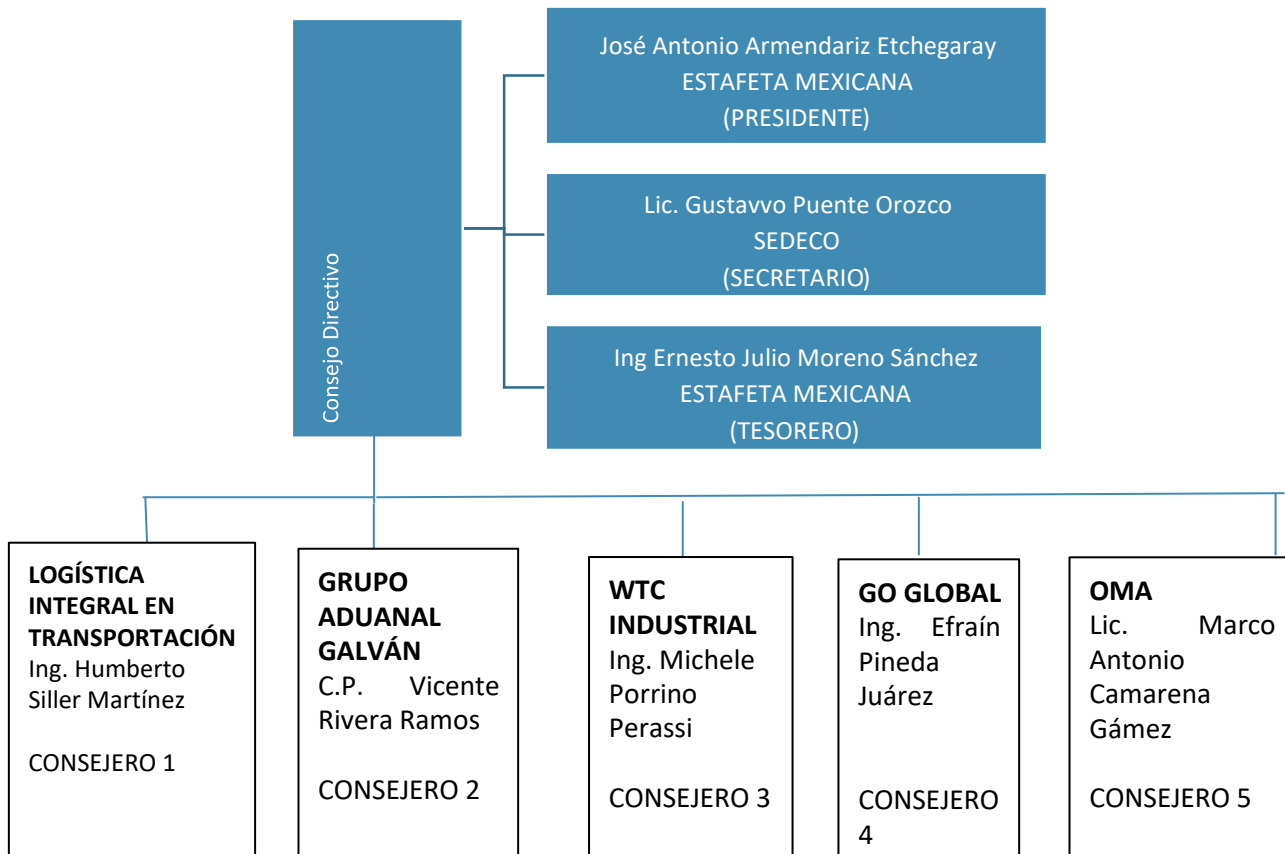 Consejo Directivo
José Antonio Armendariz Etchegaray
ESTAFETA MEXICANA
(PRESIDENTE)
Lic. Gustavvo Puente Orozco
SEDECO
(SECRETARIO)
Ing Ernesto Julio Moreno Sánchez
ESTAFETA MEXICANA
(TESORERO)
LOGÍSTICA
INTEGRAL EN
TRANSPORTACIÓN
Ing. Humberto
Siller Martínez
CONSEJERO 1
GRUPO
ADUANAL
GALVÁN
C.P. Vicente
Rivera Ramos
CONSEJERO 2
WTC
INDUSTRIAL
Ing. Michele
Porrino
Perassi
CONSEJERO 3
GO GLOBAL
Ing. Efraín
Pineda
Juárez
CONSEJERO
4
OMA
Lic. Marco
Antonio
Camarena
Gámez
CONSEJERO 5